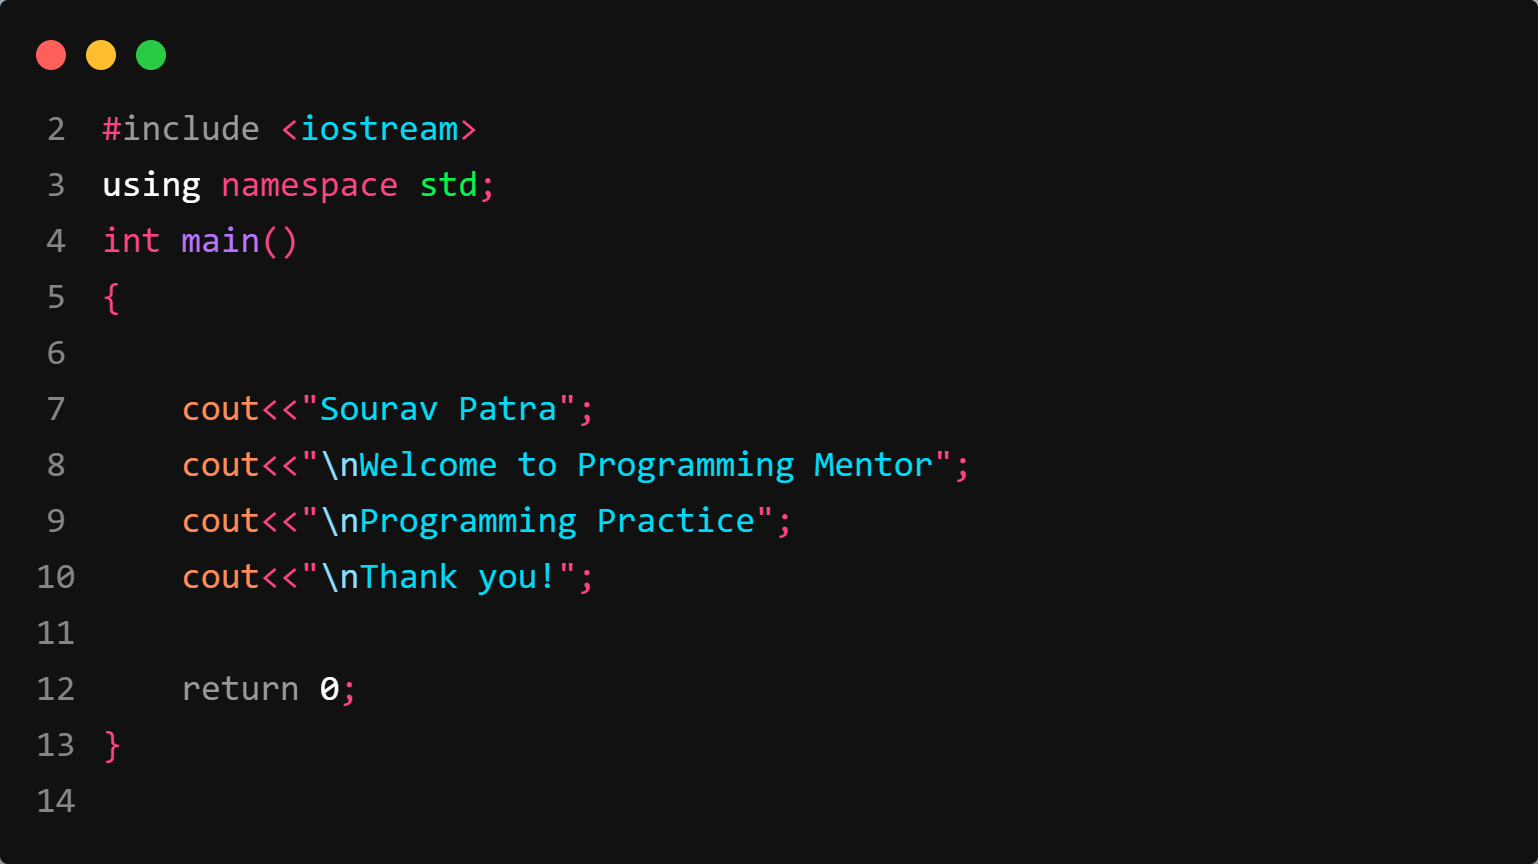 2 #include <iostream>
3 using namespace std;
4 int main()
5 {
6
7     cout<<"Sourav Patra";
8     cout<<"\nWelcome to Programming Mentor";
9     cout<<"\nProgramming Practice";
10     cout<<"\nThank you!";
11
12     return 0;
13 }
14